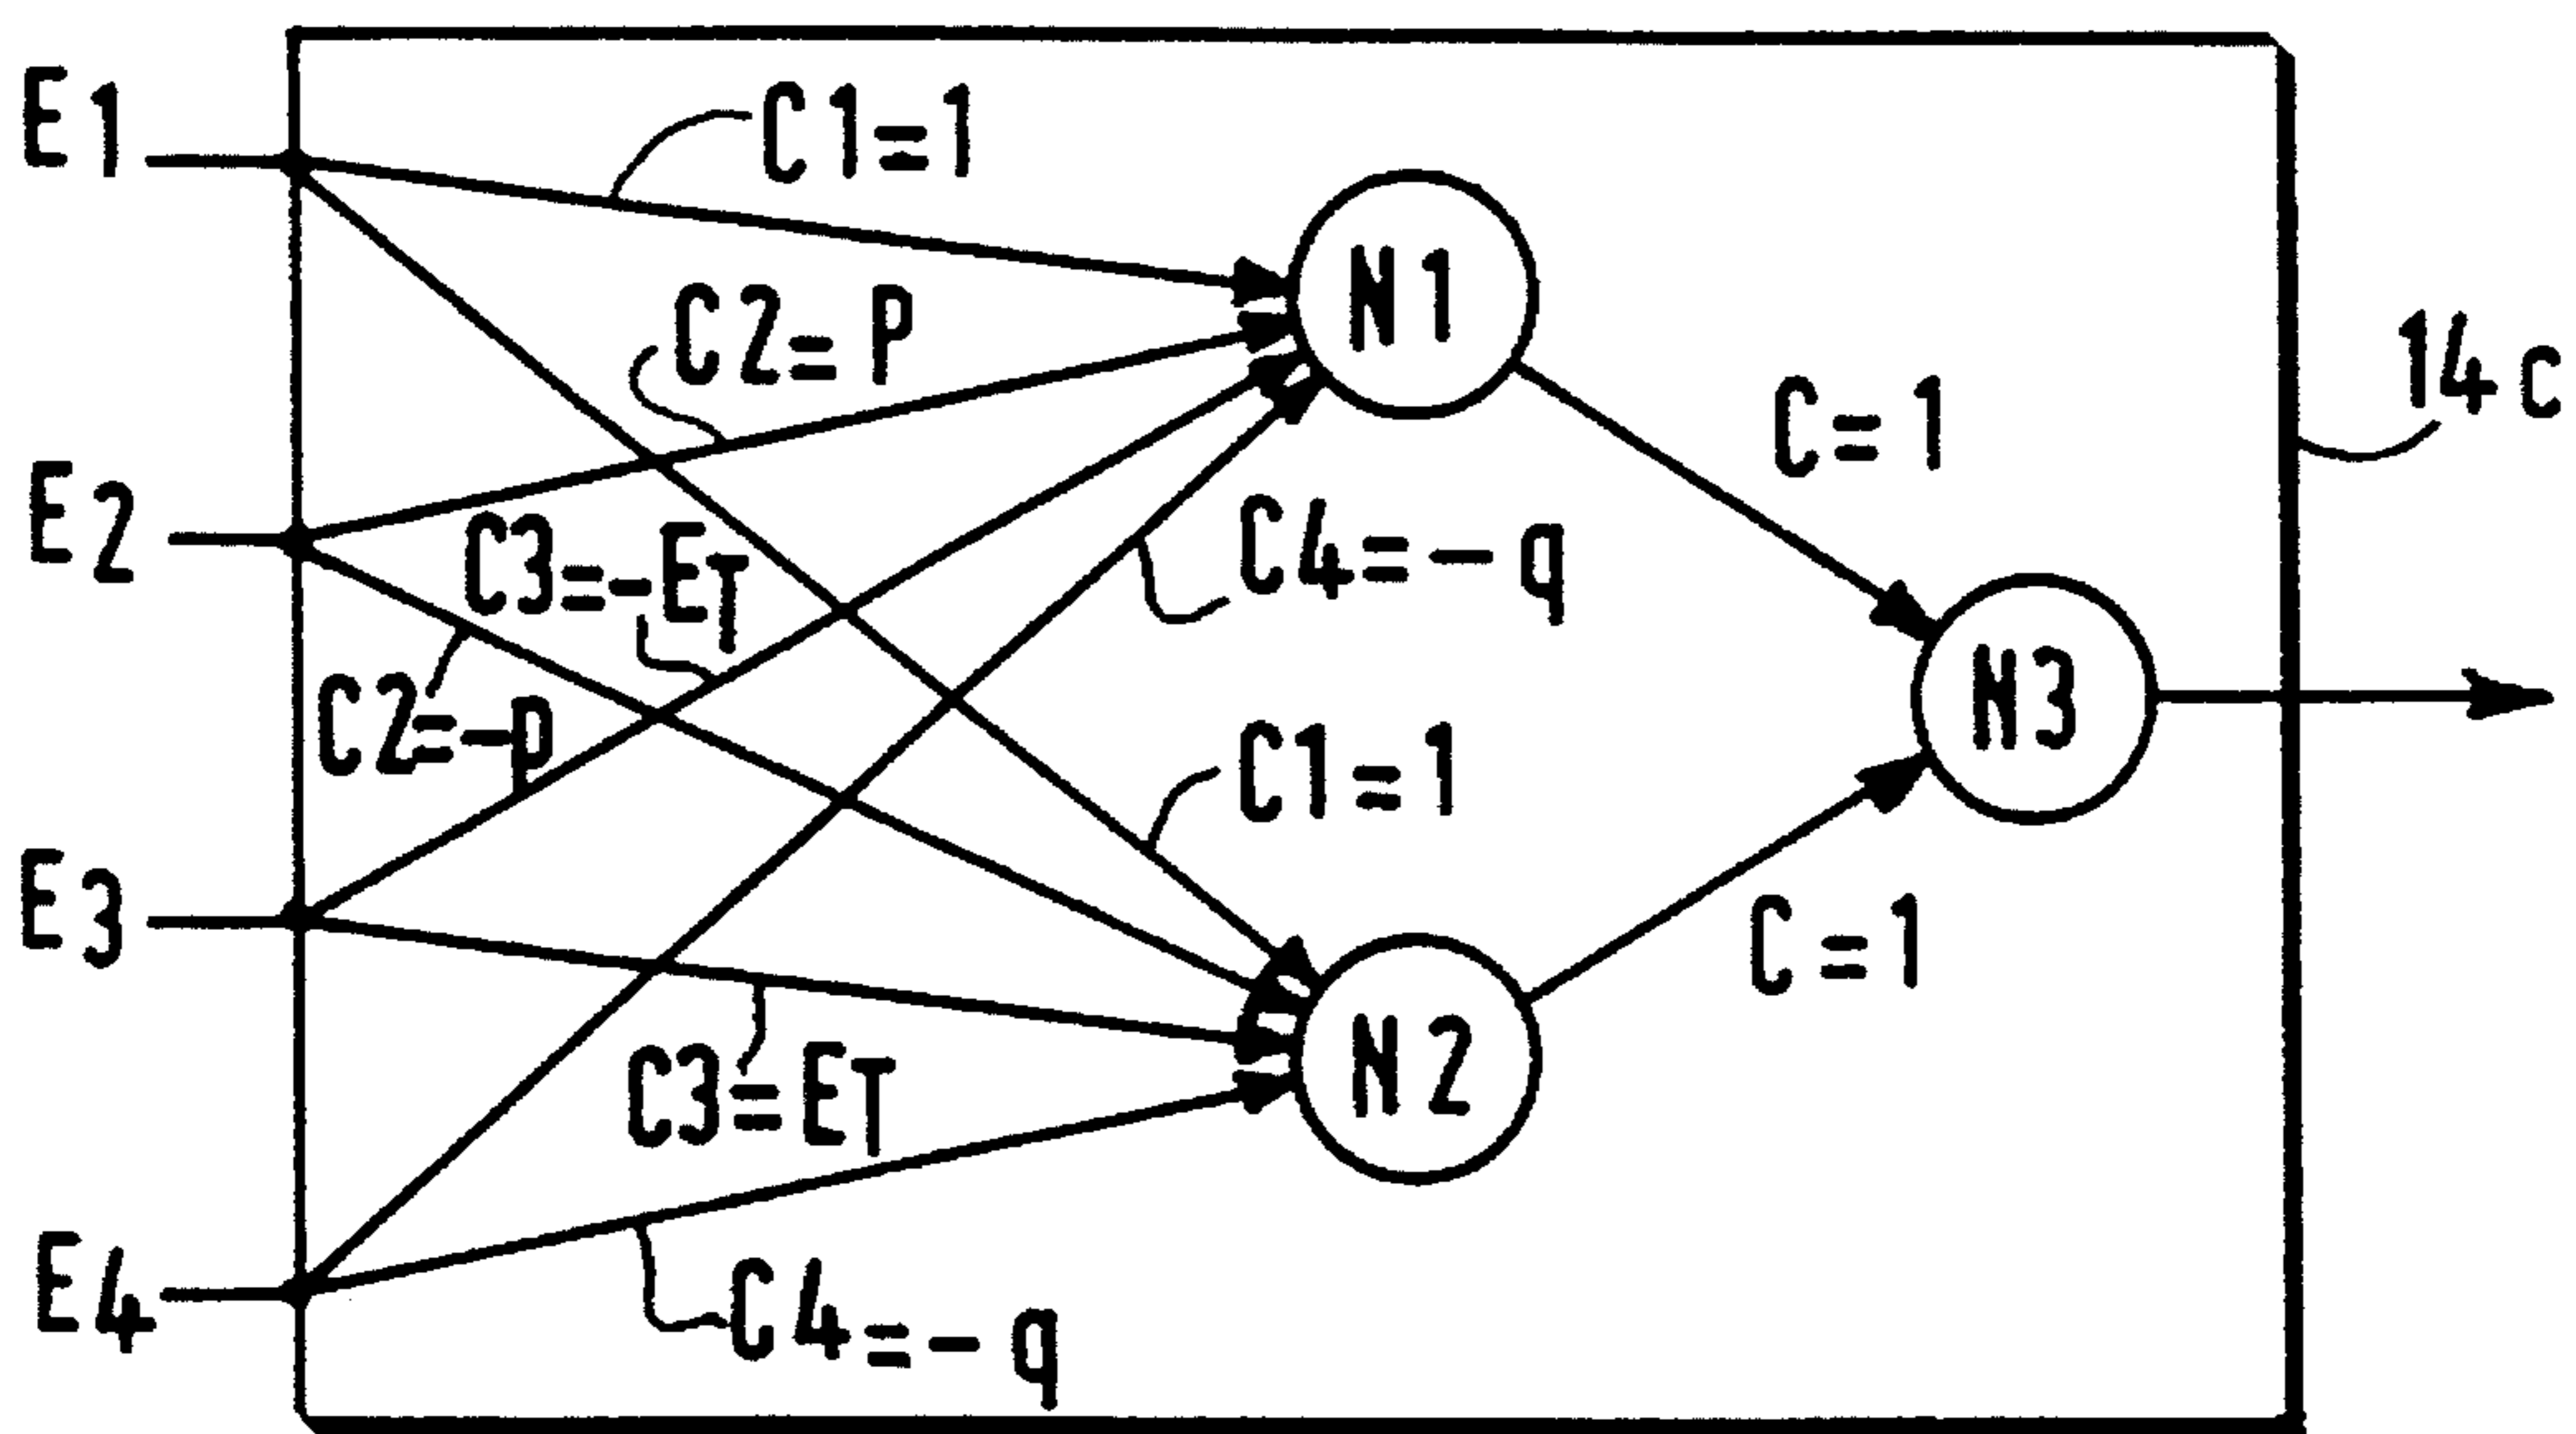 E1
C1=1
N1
C2=P
14c
C=1
E2
C3=-ET
C4=-q
C2=-p
N3
C1=1
E3
C=1
N2
C3=ET
E4
C4=-q